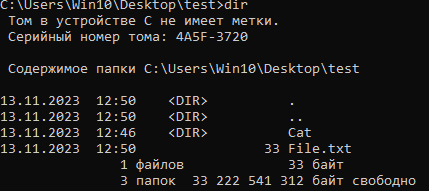 C:\Users\Win10\Desktop\test>dir
Том в устройстве C не имеет метки.
Серийный номер тома: 4A5F-3720
Содержимое папки C:\Users\Win10\Desktop\test
13.11.2023  12:50    <DIR>          .
13.11.2023  12:50    <DIR>          ..
13.11.2023  12:46    <DIR>          Cat
13.11.2023  12:50                33 File.txt
1 файлов             33 байт
3 папок  33 222 541 312 байт свободно